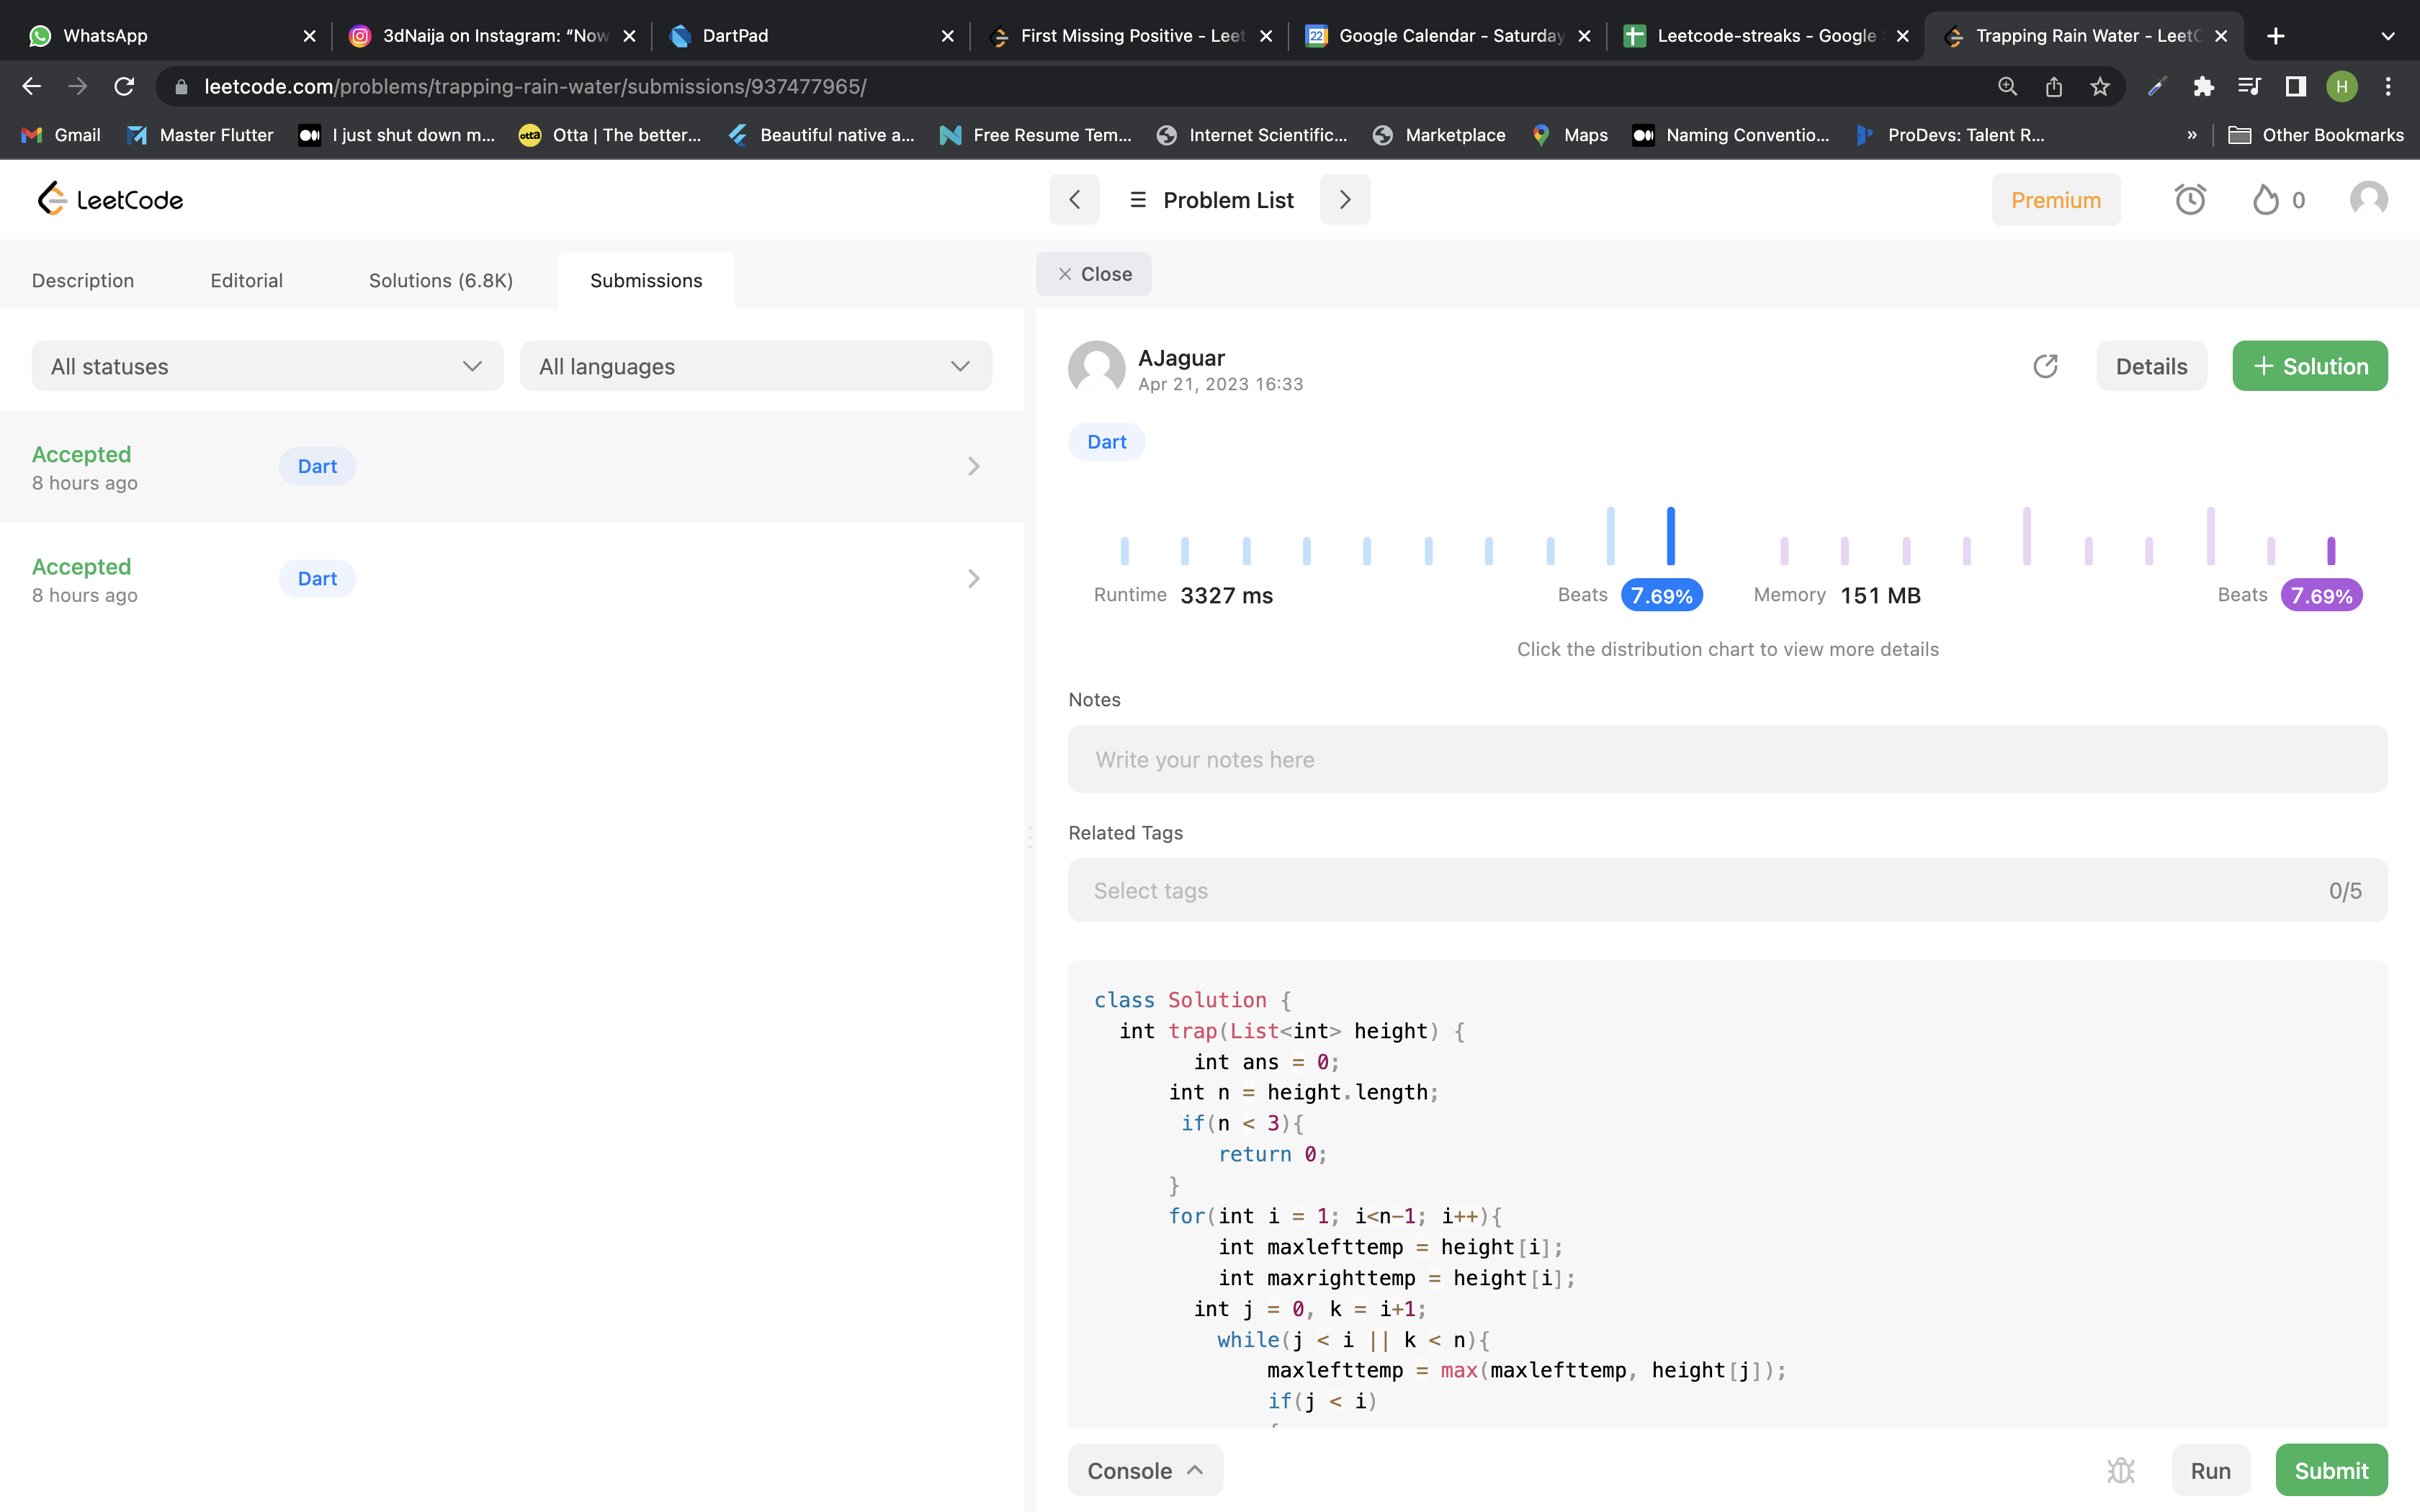 WhatsApp
3dNaija on Instagram: “Now
DartPad
First Missing Positive - Leet
Google Calendar - Saturday
Leetcode-streaks - Google
Trapping Rain Water - LeetC
leetcode.com/problems/trapping-rain-water/submissions/937477965/
H
Gmail
Master Flutter
I just shut down m...
otta
Otta | The better...
Beautiful native a...
Free Resume Tem...
Internet Scientific...
Marketplace
Maps
Naming Conventio...
ProDevs: Talent R...
»
Other Bookmarks
LeetCode
Problem List
Premium
0
Description
Editorial
Solutions (6.8K)
Submissions
Close
All statuses
All languages
Accepted
8 hours ago
Dart
Accepted
8 hours ago
Dart
AJaguar
Apr 21, 2023 16:33
Details
+ Solution
Dart
Runtime 3327 ms
Beats 7.69%
Memory 151 MB
Beats 7.69%
Click the distribution chart to view more details
Notes
Write your notes here
Related Tags
Select tags
0/5
class Solution {
  int trap(List<int> height) {
        int ans = 0;
      int n = height.length;
       if(n < 3){
          return 0;
      }
      for(int i = 1; i<n-1; i++){
          int maxlefttemp = height[i];
          int maxrighttemp = height[i];
        int j = 0, k = i+1;
          while(j < i || k < n){
              maxlefttemp = max(maxlefttemp, height[j]);
              if(j < i)
Console
Run
Submit